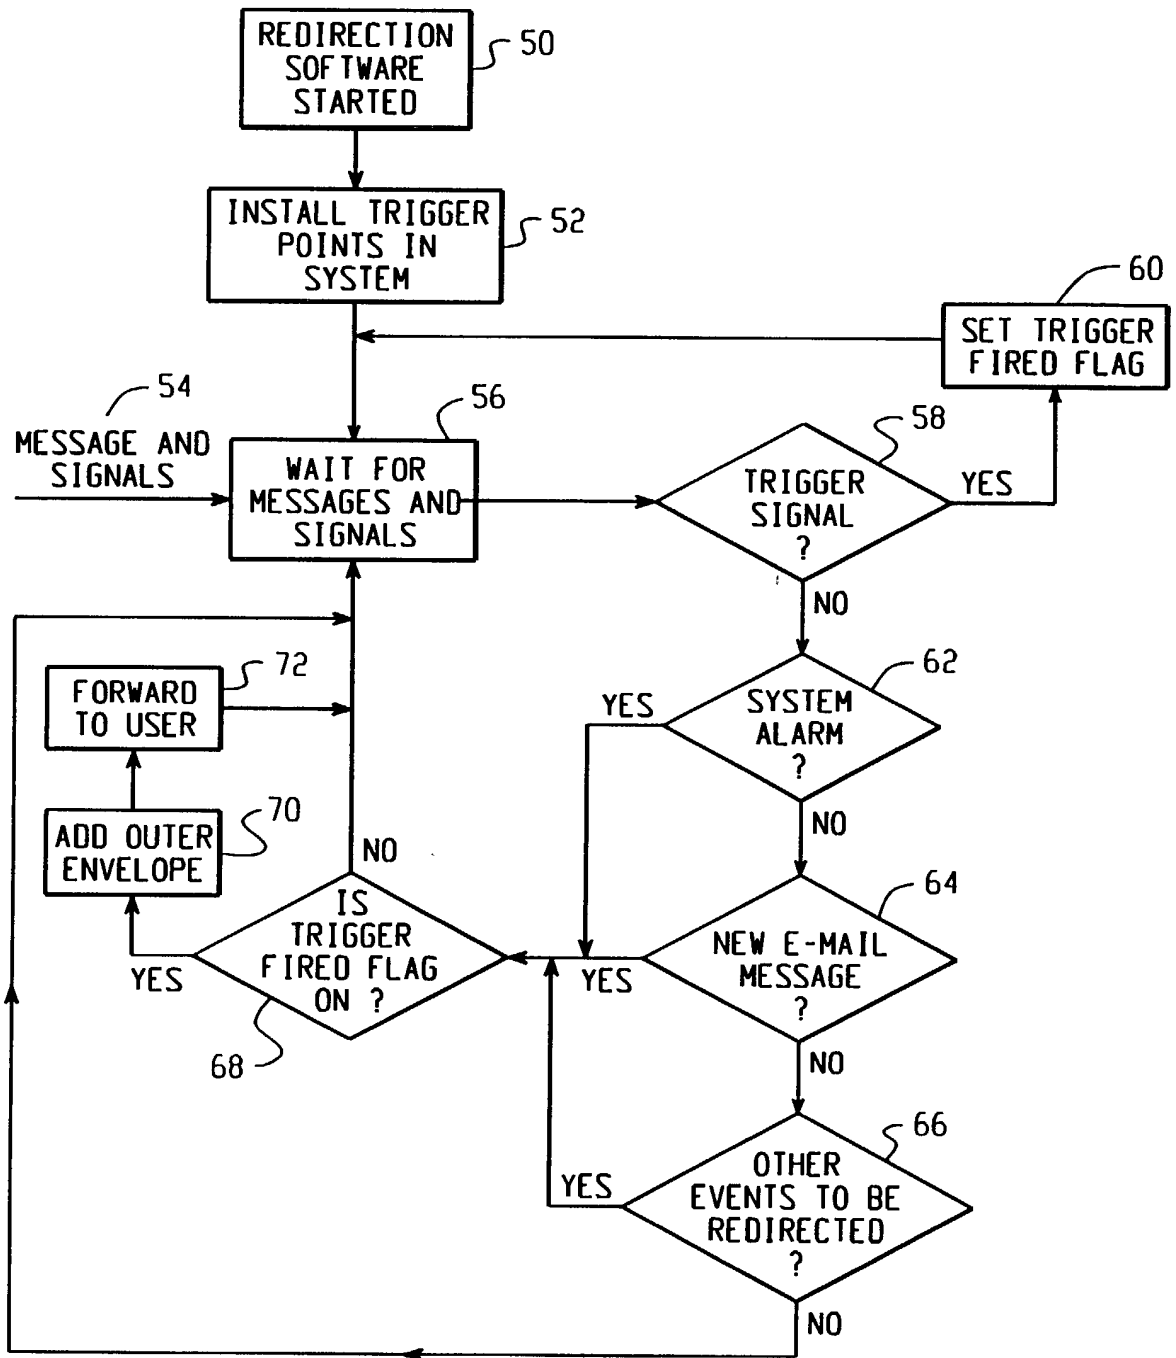 REDIRECTION
SOFTWARE
STARTED
50
INSTALL TRIGGER
POINTS IN
SYSTEM
52
60
SET TRIGGER
FIRED FLAG
54
MESSAGE AND
SIGNALS
56
WAIT FOR
MESSAGES AND
SIGNALS
58
TRIGGER
SIGNAL
?
YES
NO
62
SYSTEM
ALARM
?
YES
NO
72
FORWARD
TO USER
70
ADD OUTER
ENVELOPE
NO
IS
TRIGGER
FIRED FLAG
ON ?
YES
68
64
NEW E-MAIL
MESSAGE
?
YES
NO
66
OTHER
EVENTS TO BE
REDIRECTED
?
YES
NO